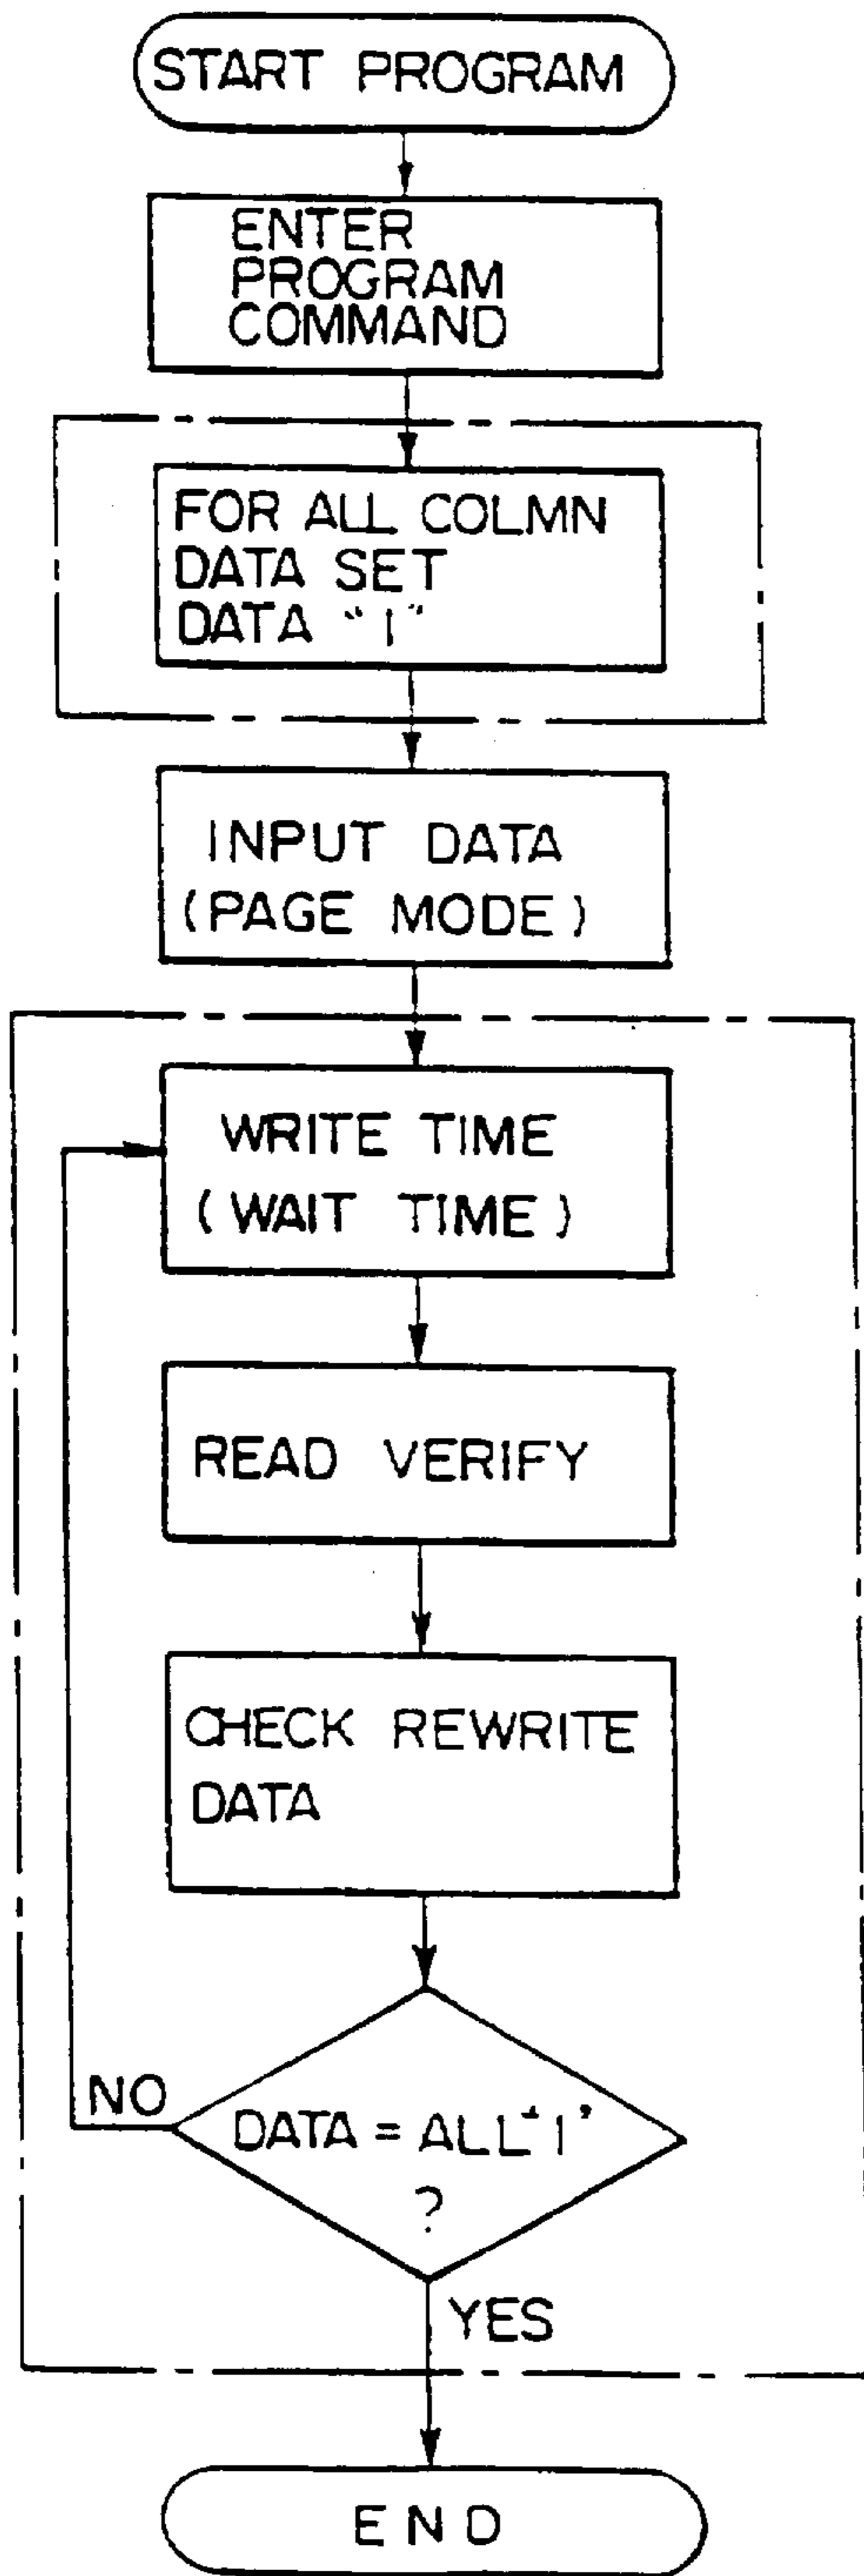 START PROGRAM
ENTER
PROGRAM
COMMAND
FOR ALL COLMN
DATA SET
DATA "1"
INPUT DATA
(PAGE MODE)
WRITE TIME
(WAIT TIME)
READ VERIFY
CHECK REWRITE
DATA
NO
DATA = ALL "1"
?
YES
END